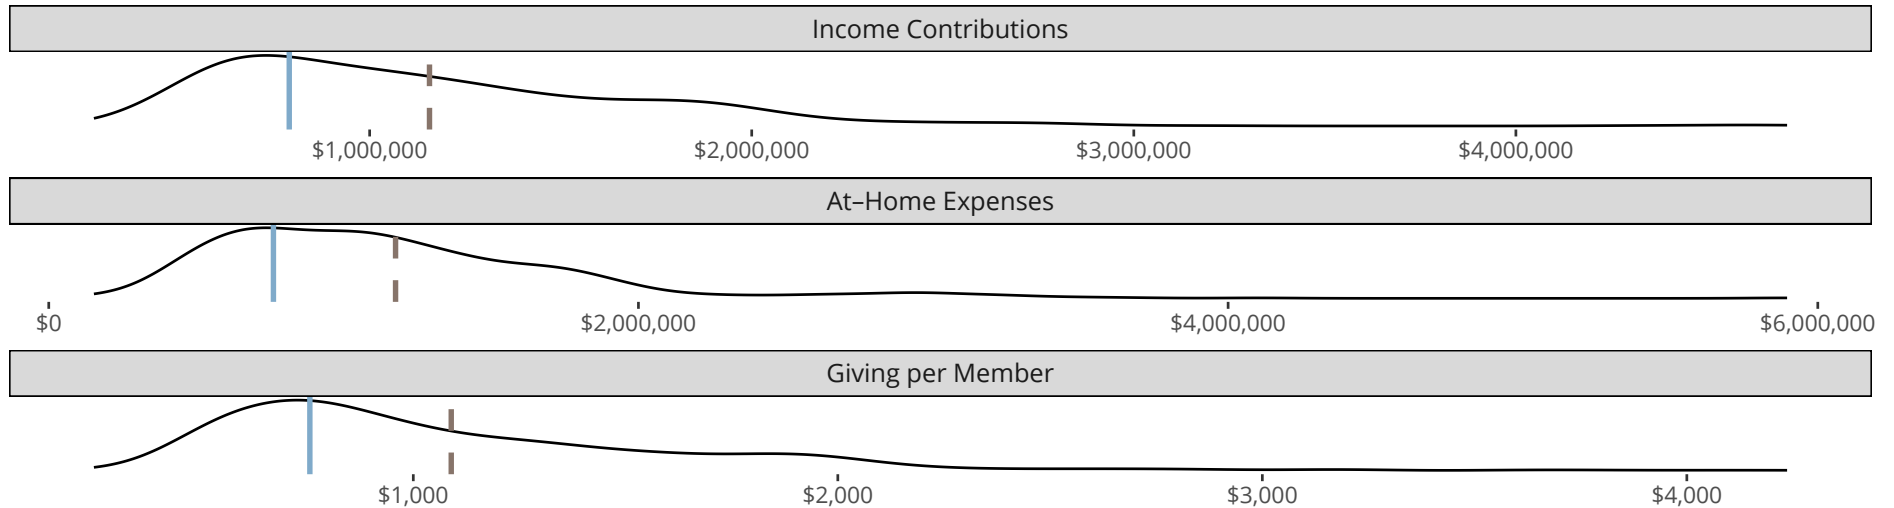 Income Contributions
$1,000,000 $2,000,000 $3,000,000 $4,000,000
At–Home Expenses
$0 $2,000,000 $4,000,000 $6,000,000
Giving per Member
$1,000 $2,000 $3,000 $4,000